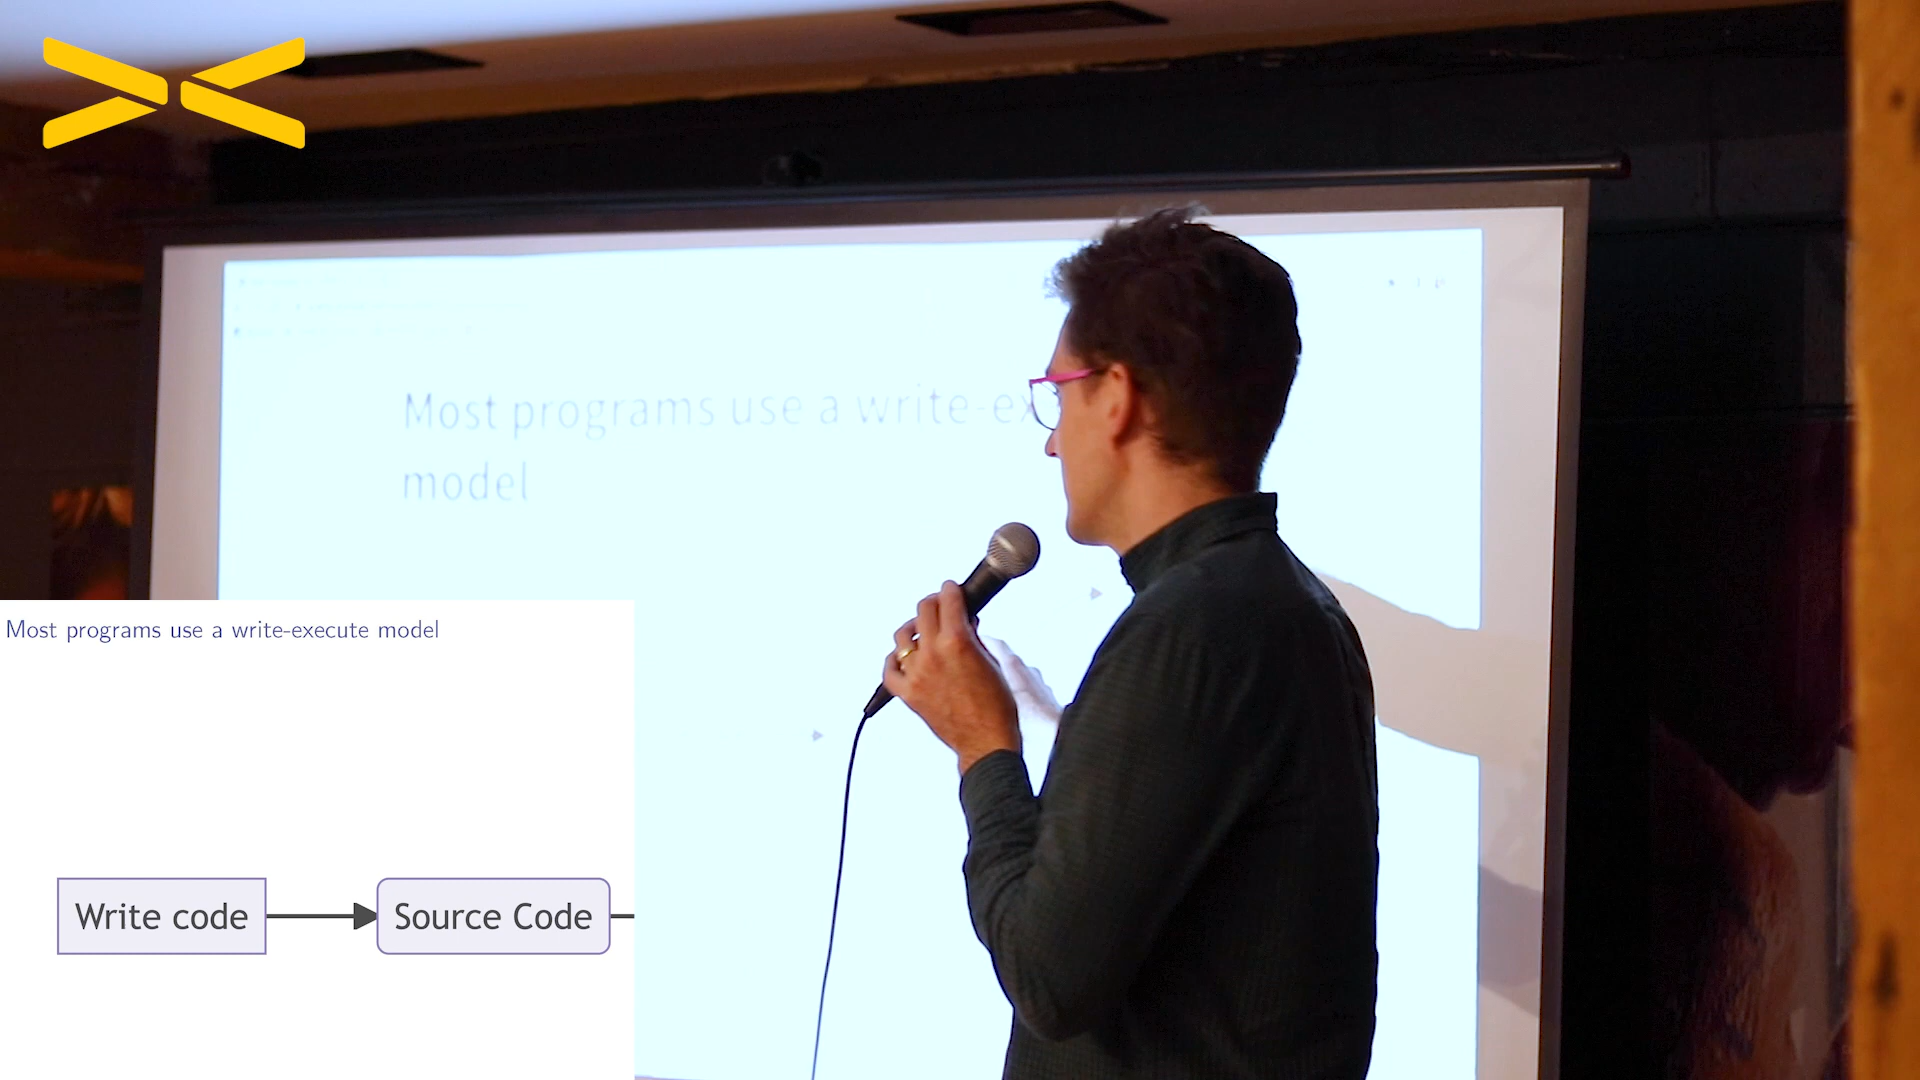 Most programs use a write-ex
model
Most programs use a write-execute model
Write code
Source Code